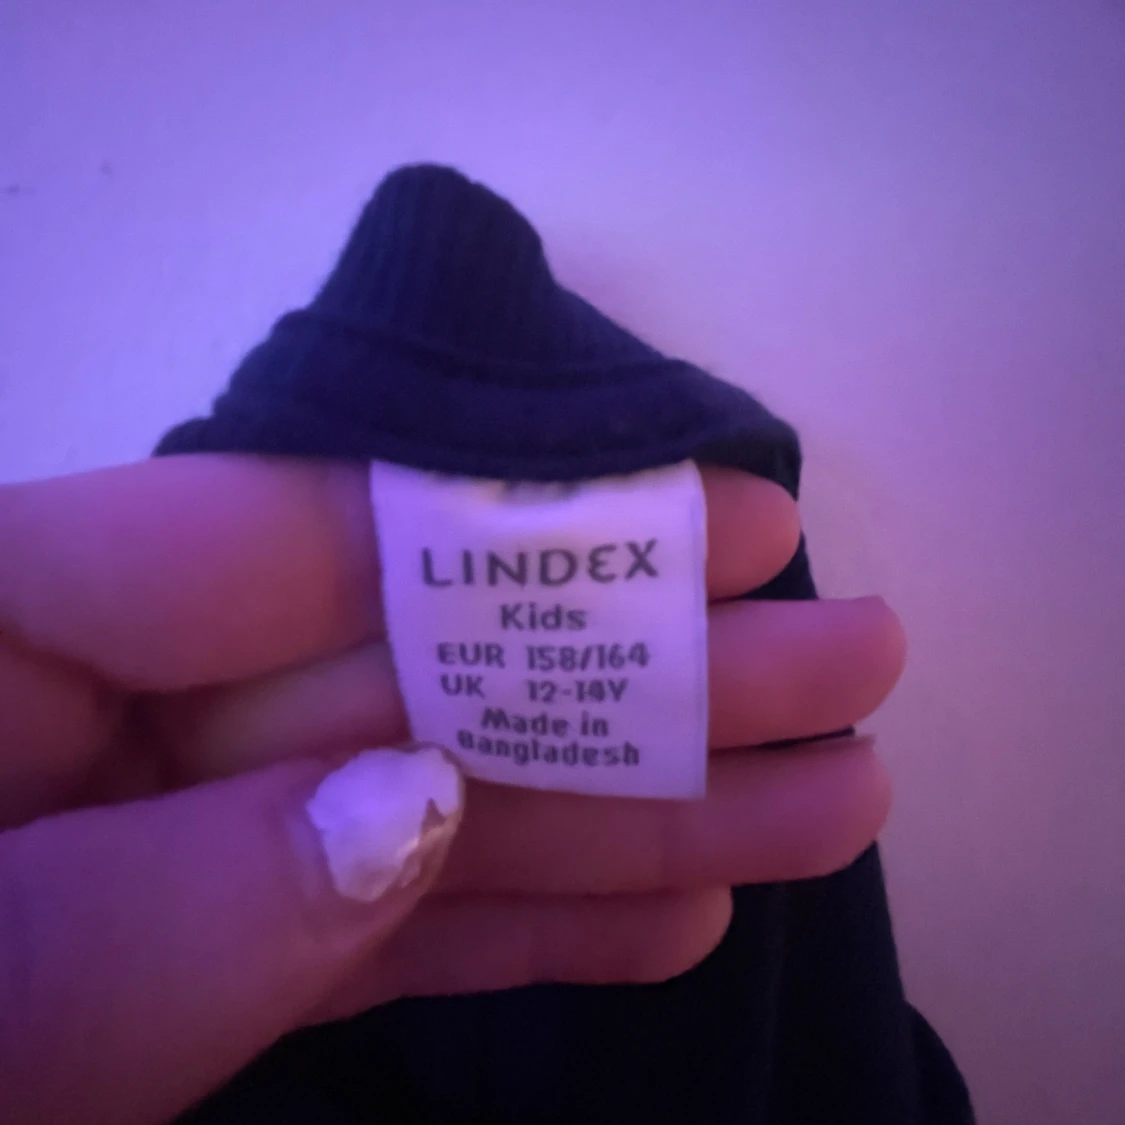 LINDEX
Kids
EUR 158/164
UK 12-14Y
Made in
Bangladesh